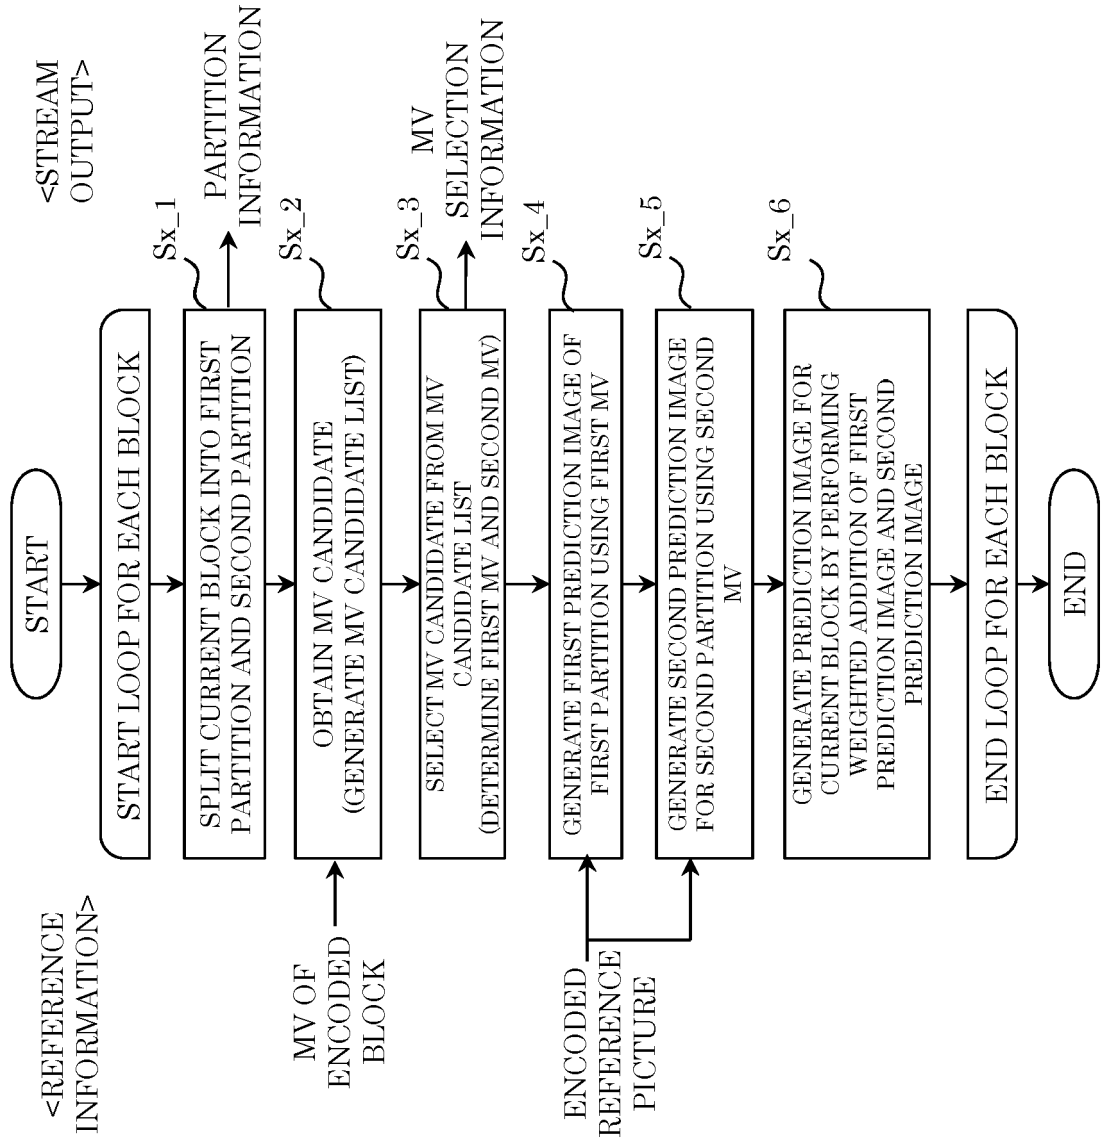 <REFERENCE
INFORMATION>
<STREAM
OUTPUT>
START
START LOOP FOR EACH BLOCK
SPLIT CURRENT BLOCK INTO FIRST
PARTITION AND SECOND PARTITION
Sx_1
PARTITION
INFORMATION
MV OF
ENCODED
BLOCK
OBTAIN MV CANDIDATE
(GENERATE MV CANDIDATE LIST)
Sx_2
SELECT MV CANDIDATE FROM MV
CANDIDATE LIST
(DETERMINE FIRST MV AND SECOND MV)
Sx_3
MV
SELECTION
INFORMATION
ENCODED
REFERENCE
PICTURE
GENERATE FIRST PREDICTION IMAGE OF
FIRST PARTITION USING FIRST MV
Sx_4
GENERATE SECOND PREDICTION IMAGE
FOR SECOND PARTITION USING SECOND
MV
Sx_5
GENERATE PREDICTION IMAGE FOR
CURRENT BLOCK BY PERFORMING
WEIGHTED ADDITION OF FIRST
PREDICTION IMAGE AND SECOND
PREDICTION IMAGE
Sx_6
END LOOP FOR EACH BLOCK
END